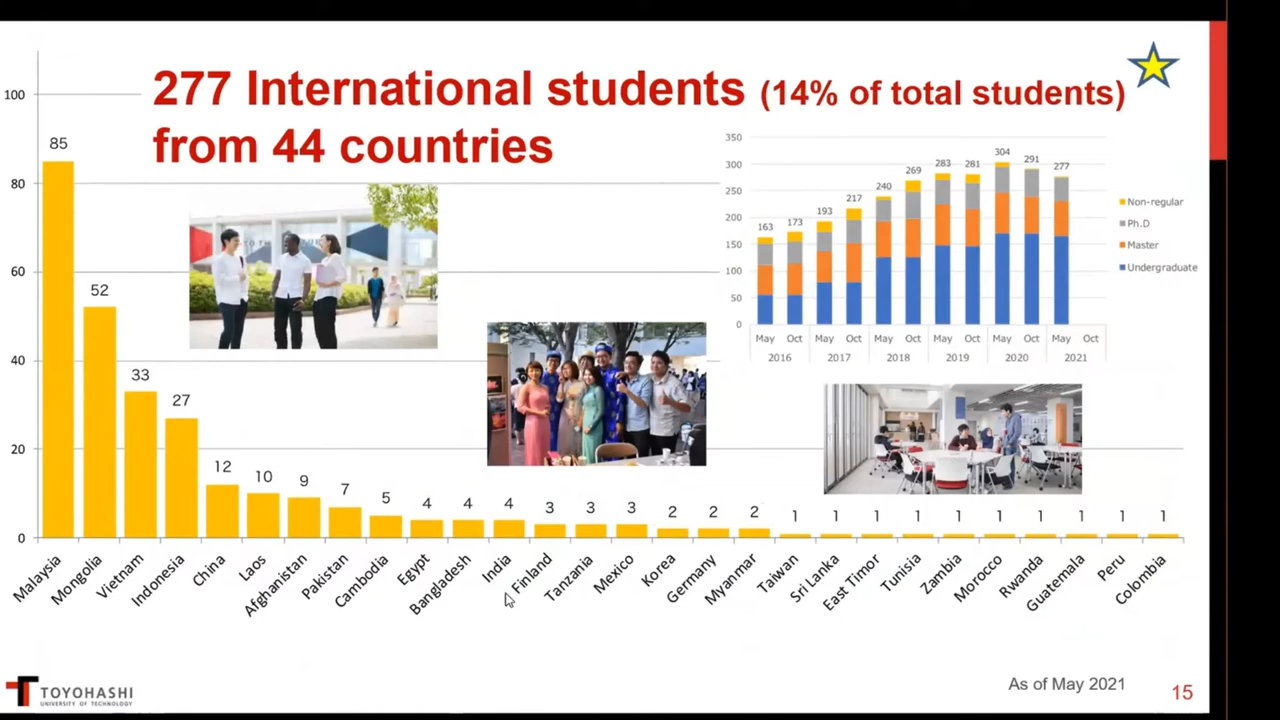 277 International students (14% of total students)
from 44 countries
100
80
60
40
20
0
85
52
33
27
12
10
9
7
5
4
4
4
3
3
3
2
2
2
1
1
1
1
1
1
1
1
1
1
Malaysia
Mongolia
Vietnam
Indonesia
China
Laos
Afghanistan
Pakistan
Cambodia
Egypt
Bangladesh
India
Finland
Tanzania
Mexico
Korea
Germany
Myanmar
Taiwan
Sri Lanka
East Timor
Tunisia
Zambia
Morocco
Rwanda
Guatemala
Peru
Colombia
350
300
250
200
150
100
50
0
163
173
193
217
240
269
283
281
304
291
277
May Oct May Oct May Oct May Oct May Oct May Oct
2016 2017 2018 2019 2020 2021
Non-regular
Ph.D
Master
Undergraduate
TOYOHASHI
UNIVERSITY OF TECHNOLOGY
As of May 2021
15